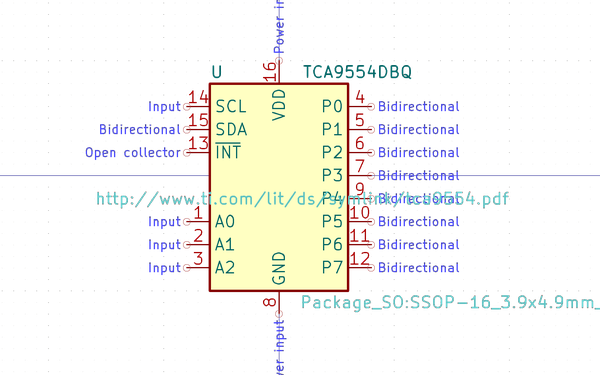 Power in
16
U TCA9554DBQ
Input 14 SCL VDD P0 4 Bidirectional
Bidirectional 15 SDA P1 5 Bidirectional
Open collector 13 INT P2 6 Bidirectional
P3 7 Bidirectional
P4 9 Bidirectional
http://www.ti.com/lit/ds/symlink/tca9554.pdf
Input 1 A0 P5 10 Bidirectional
Input 2 A1 P6 11 Bidirectional
Input 3 A2 GND P7 12 Bidirectional
8
Package_SO:SSOP-16_3.9x4.9mm_
wer input